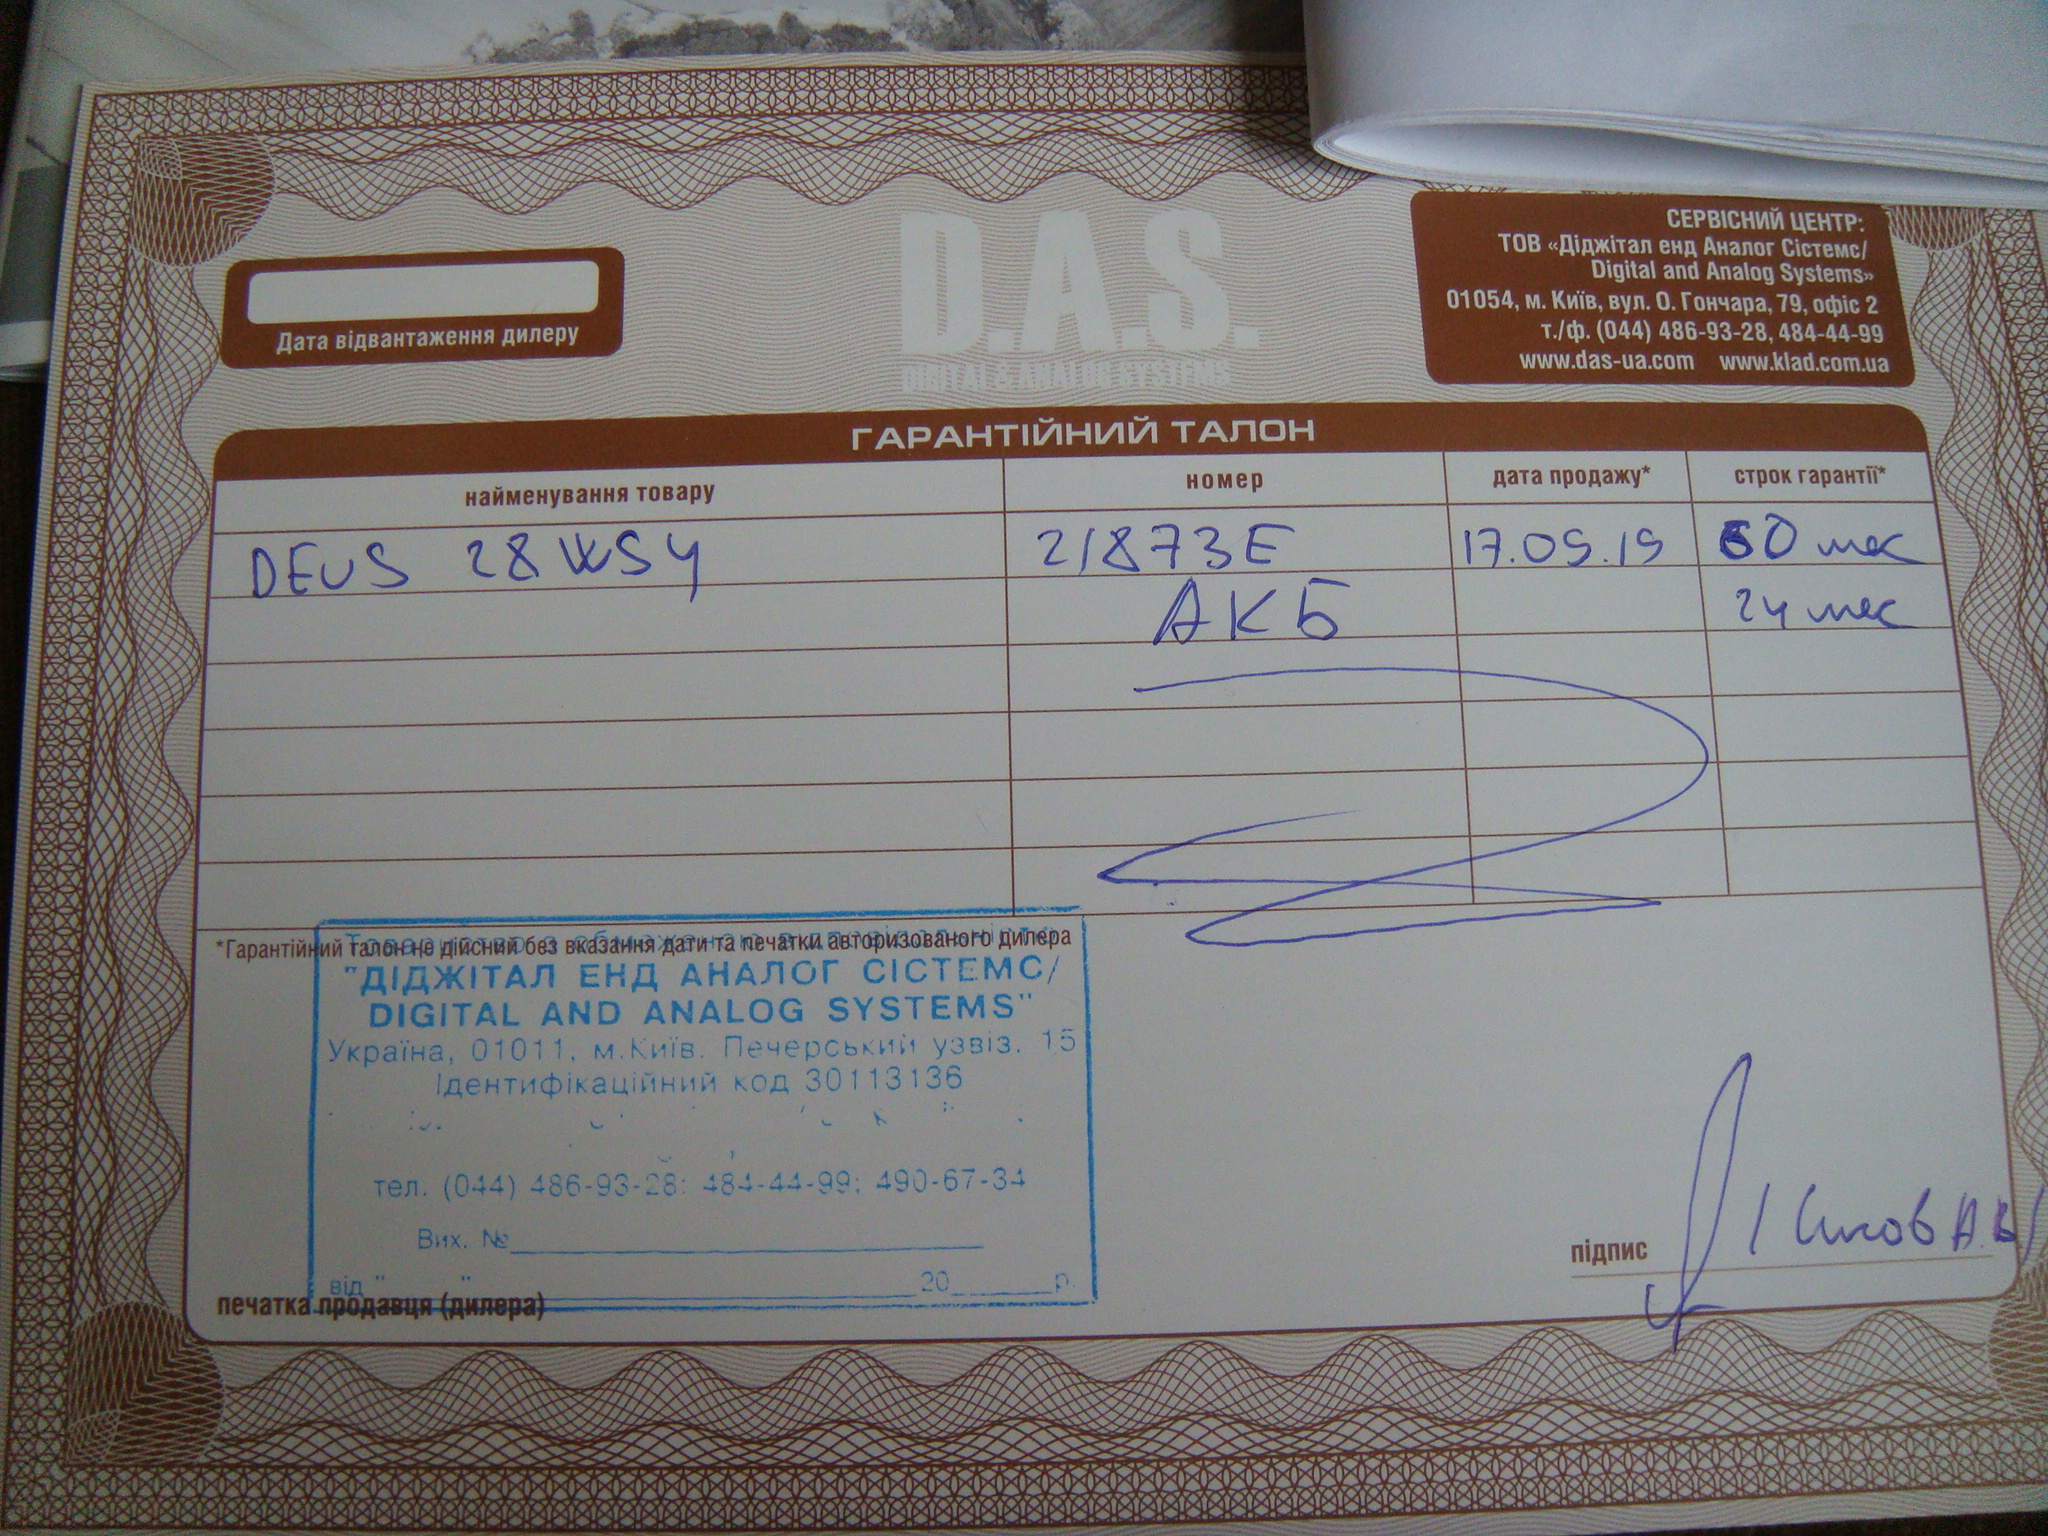 D.A.S.
DIGITAL & ANALOG SYSTEMS
Дата відвантаження дилеру
СЕРВІСНИЙ ЦЕНТР:
ТОВ «Діджітал енд Аналог Сістемс/
Digital and Analog Systems»
01054, м. Київ, вул. О. Гончара, 79, офіс 2
т./ф. (044) 486-93-28, 484-44-99
www.das-ua.com www.klad.com.ua
ГАРАНТІЙНИЙ ТАЛОН
найменування товару номер дата продажу* строк гарантії*
DEUS 28 WS4 21873E 17.09.19 60 мес
АКБ 24 мес
*Гарантійний талон не дійсний без вказання дати та печатки авторизованого дилера
"ДІДЖІТАЛ ЕНД АНАЛОГ СІСТЕМС/
DIGITAL AND ANALOG SYSTEMS"
Україна, 01011, м.Київ. Печерський узвіз. 15
Ідентифікаційний код 30113136
тел. (044) 486-93-28; 484-44-99; 490-67-34
Вих. №
від " " 20 р.
печатка продавця (дилера)
підпис